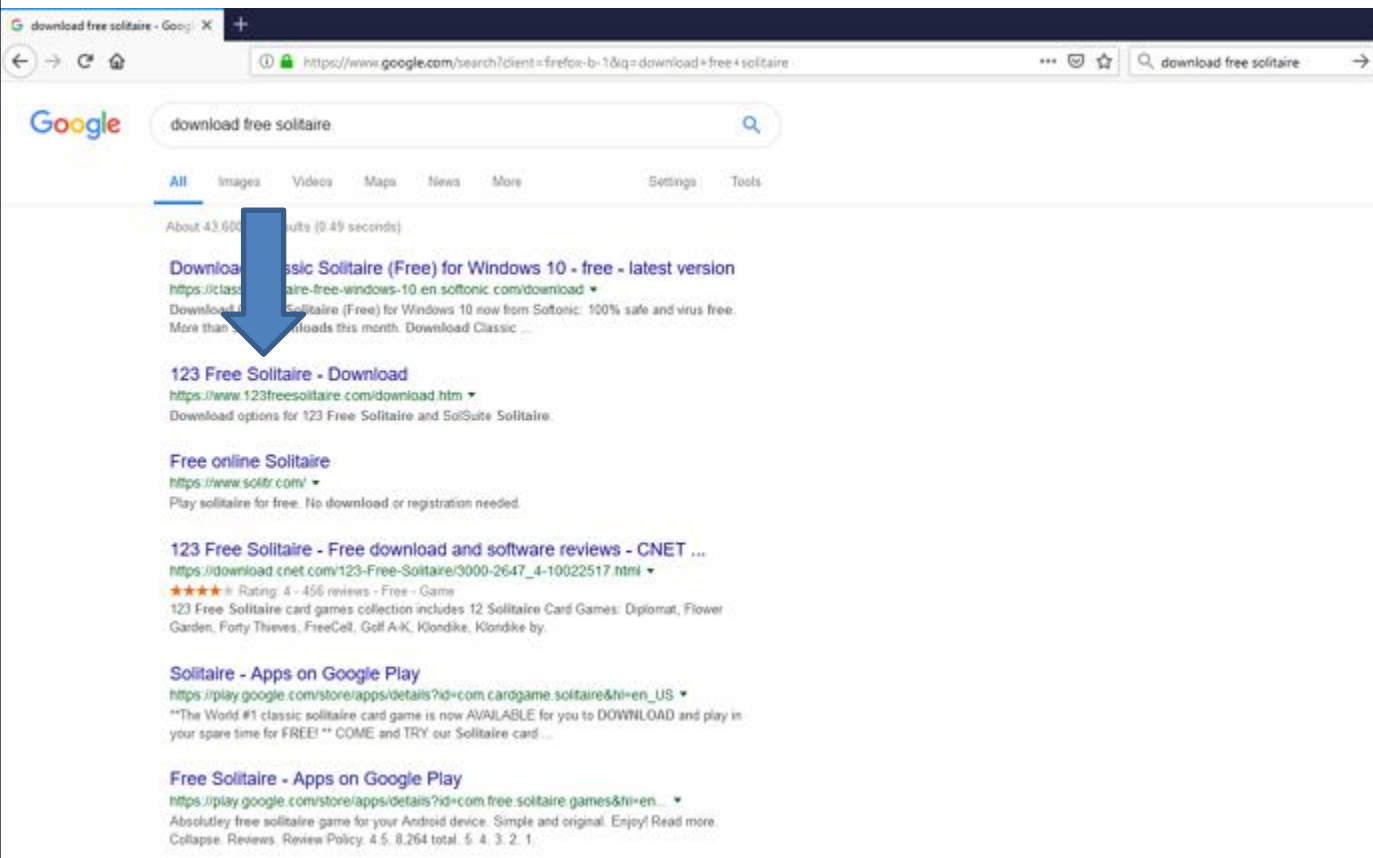 download free solitaire - Goog
https://www.google.com/search?client=firefox-b-1&q=download+free+solitaire
download free solitaire
Google
download free solitaire
All Images Videos Maps News More Settings Tools
About 43,600 (0.49 seconds)
Download ssic Solitaire (Free) for Windows 10 - free - latest version
https://class aire-free-windows-10.en.softonic.com/download
Download Solitaire (Free) for Windows 10 now from Softonic: 100% safe and virus free.
More than nloads this month. Download Classic ...
123 Free Solitaire - Download
https://www.123freesolitaire.com/download.htm
Download options for 123 Free Solitaire and SolSuite Solitaire.
Free online Solitaire
https://www.solitr.com/
Play solitaire for free. No download or registration needed.
123 Free Solitaire - Free download and software reviews - CNET ...
https://download.cnet.com/123-Free-Solitaire/3000-2647_4-10022517.html
Rating: 4 - 456 reviews - Free - Game
123 Free Solitaire card games collection includes 12 Solitaire Card Games: Diplomat, Flower
Garden, Forty Thieves, FreeCell, Golf A-K, Klondike, Klondike by.
Solitaire - Apps on Google Play
https://play.google.com/store/apps/details?id=com.cardgame.solitaire&hl=en_US
**The World #1 classic solitaire card game is now AVAILABLE for you to DOWNLOAD and play in
your spare time for FREE! ** COME and TRY our Solitaire card ...
Free Solitaire - Apps on Google Play
https://play.google.com/store/apps/details?id=com.free.solitaire.games&hl=en...
Absolutley free solitaire game for your Android device. Simple and original. Enjoy! Read more.
Collapse. Reviews. Review Policy. 4.5. 8,264 total. 5. 4. 3. 2. 1.